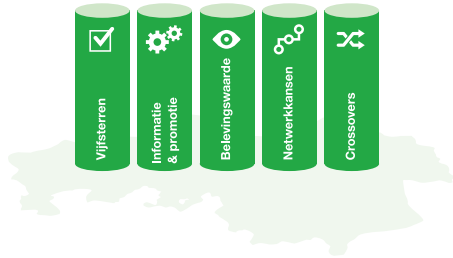 Vijfsterren
Informatie
& promotie
Belevingswaarde
Netwerkkansen
Crossovers